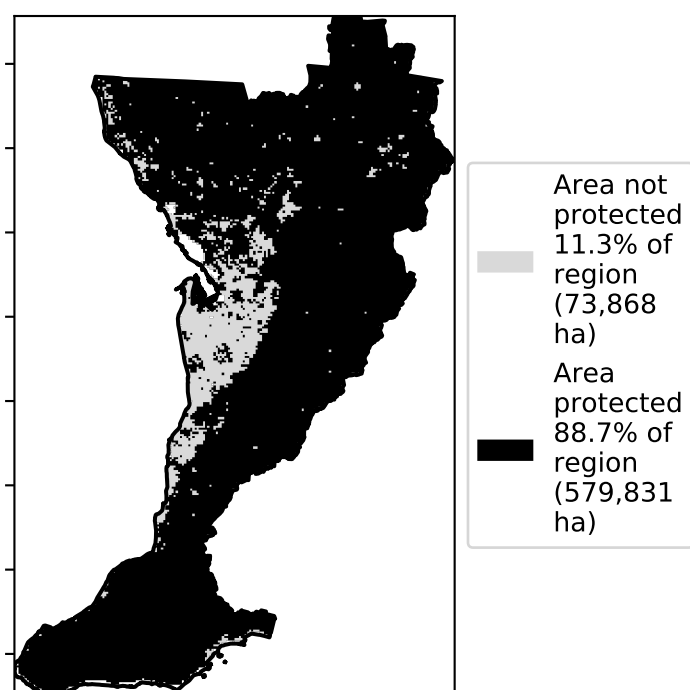 Area not
protected
11.3% of
region
(73,868
ha)
Area
protected
88.7% of
region
(579,831
ha)